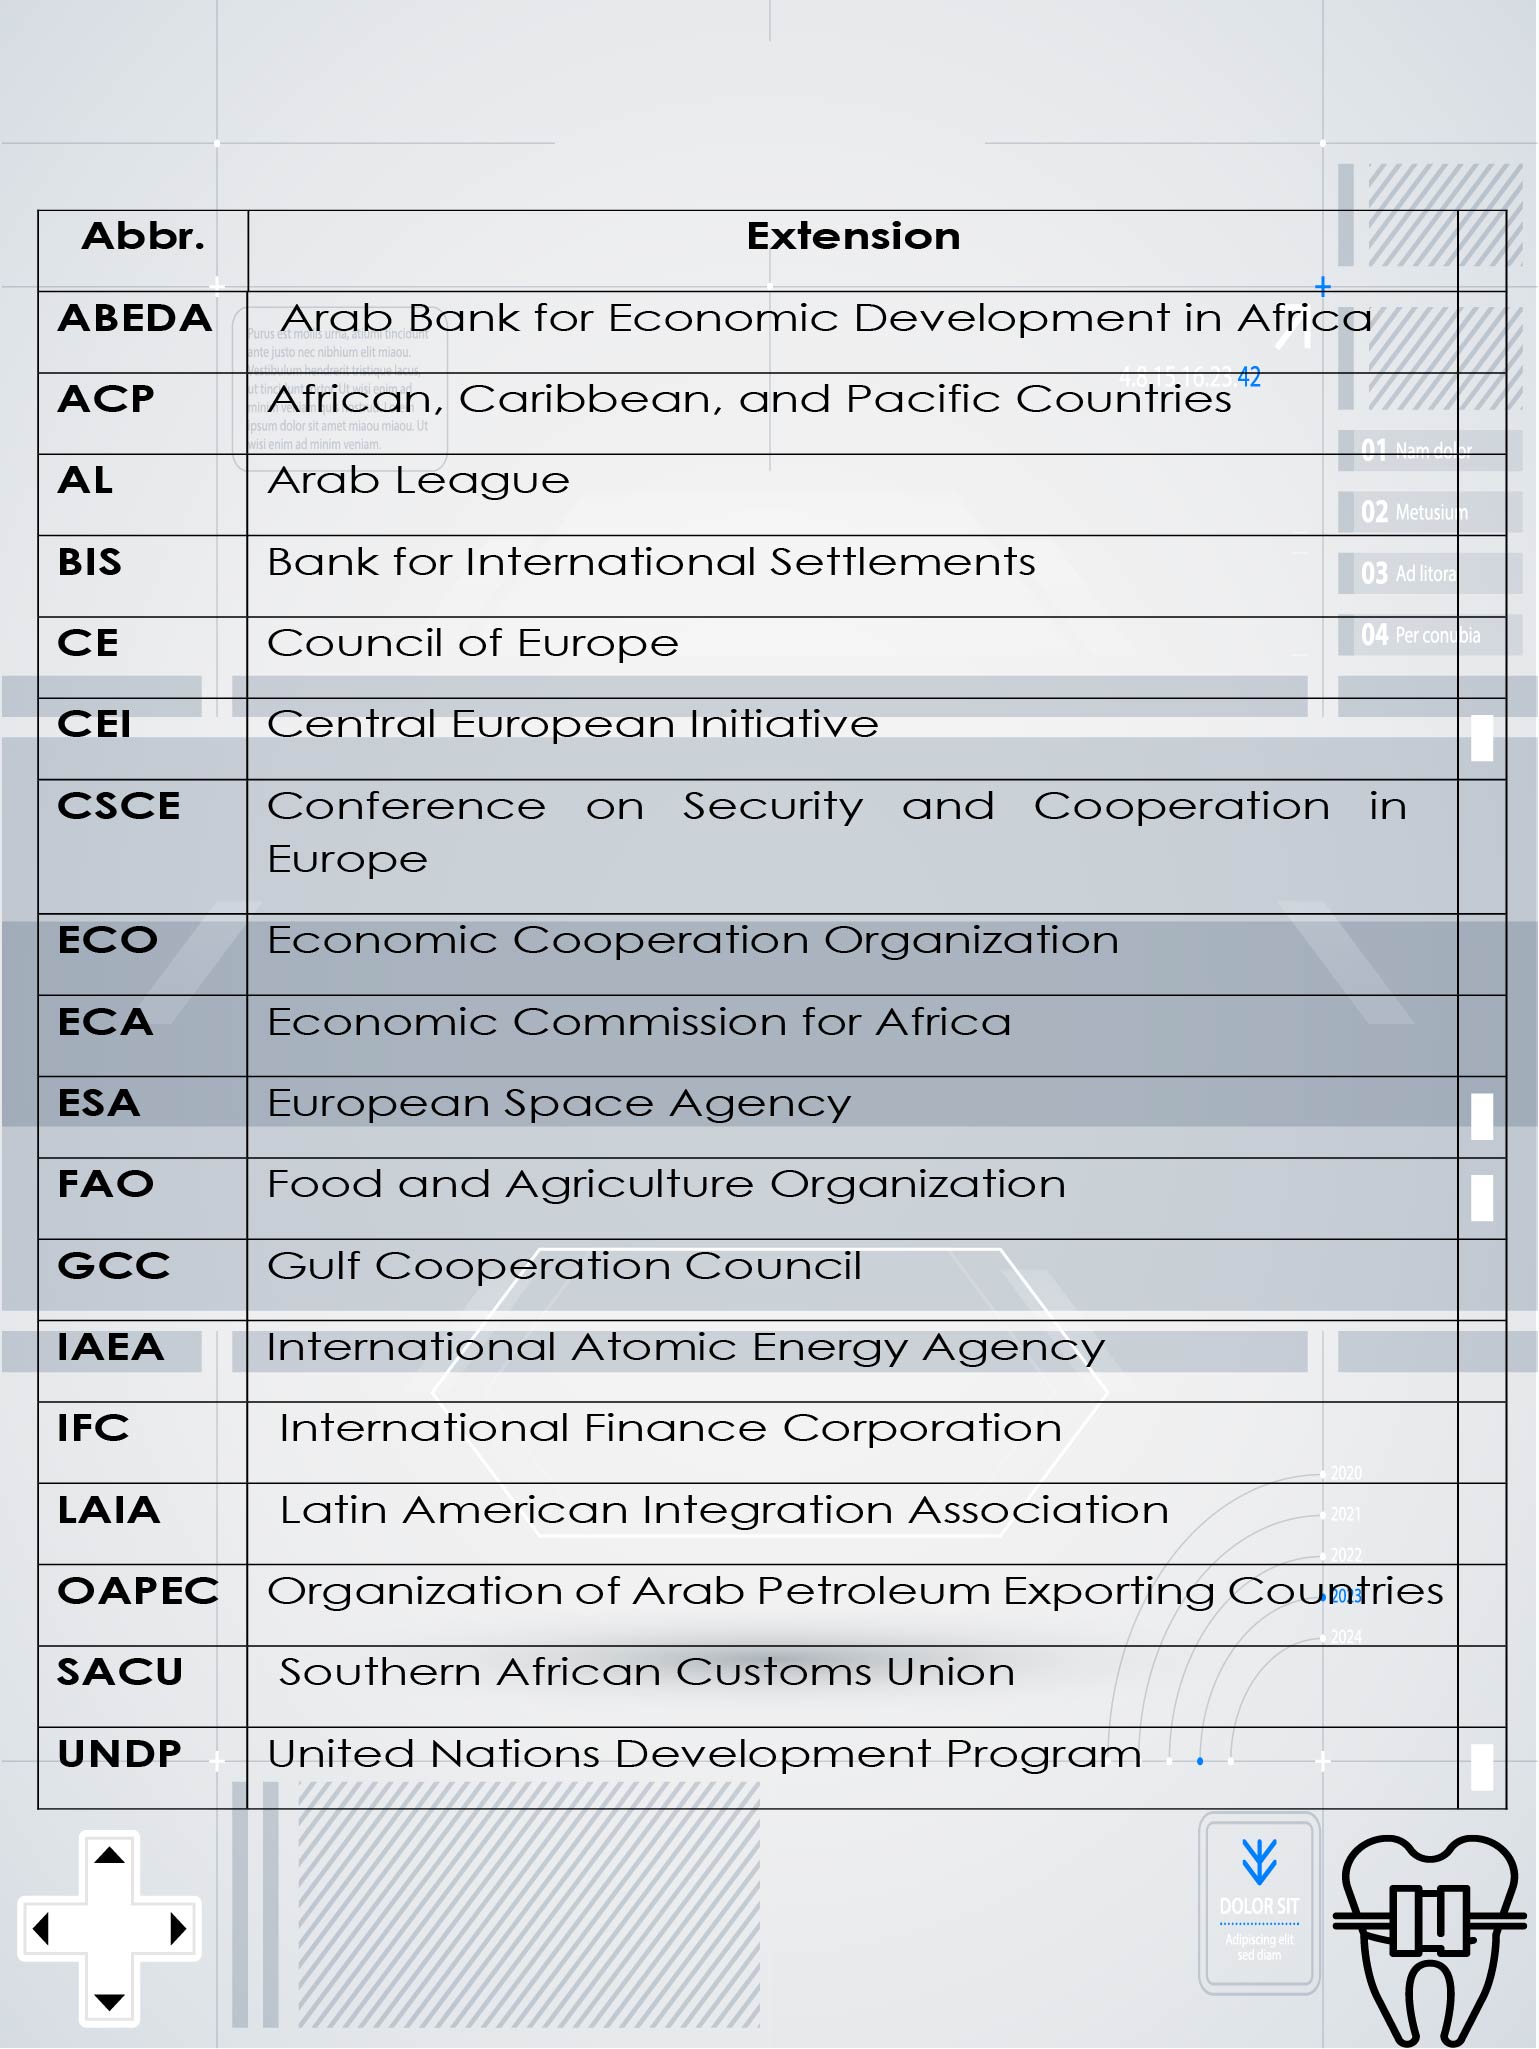 Abbr. Extension
ABEDA Arab Bank for Economic Development in Africa
Purus est mollis urna,
ante justo nec nibhium elit miaou.
Vestibulum hendrerit tristique lacus,
4.8.15.16.23.42
ACP African, Caribbean, and Pacific Countries
ipsum dolor sit amet miaou miaou. Ut
wisi enim ad minim veniam.
01 Nam dolor
AL Arab League
02 Metusium
BIS Bank for International Settlements
03 Ad litora
CE Council of Europe
04 Per conubia
CEI Central European Initiative
CSCE Conference on Security and Cooperation in
Europe
ECO Economic Cooperation Organization
ECA Economic Commission for Africa
ESA European Space Agency
FAO Food and Agriculture Organization
GCC Gulf Cooperation Council
IAEA International Atomic Energy Agency
IFC International Finance Corporation
2020
LAIA Latin American Integration Association
2021
2022
OAPEC Organization of Arab Petroleum Exporting Countries
2023
2024
SACU Southern African Customs Union
UNDP United Nations Development Program
DOLOR SIT
Adipiscing elit
sed diam